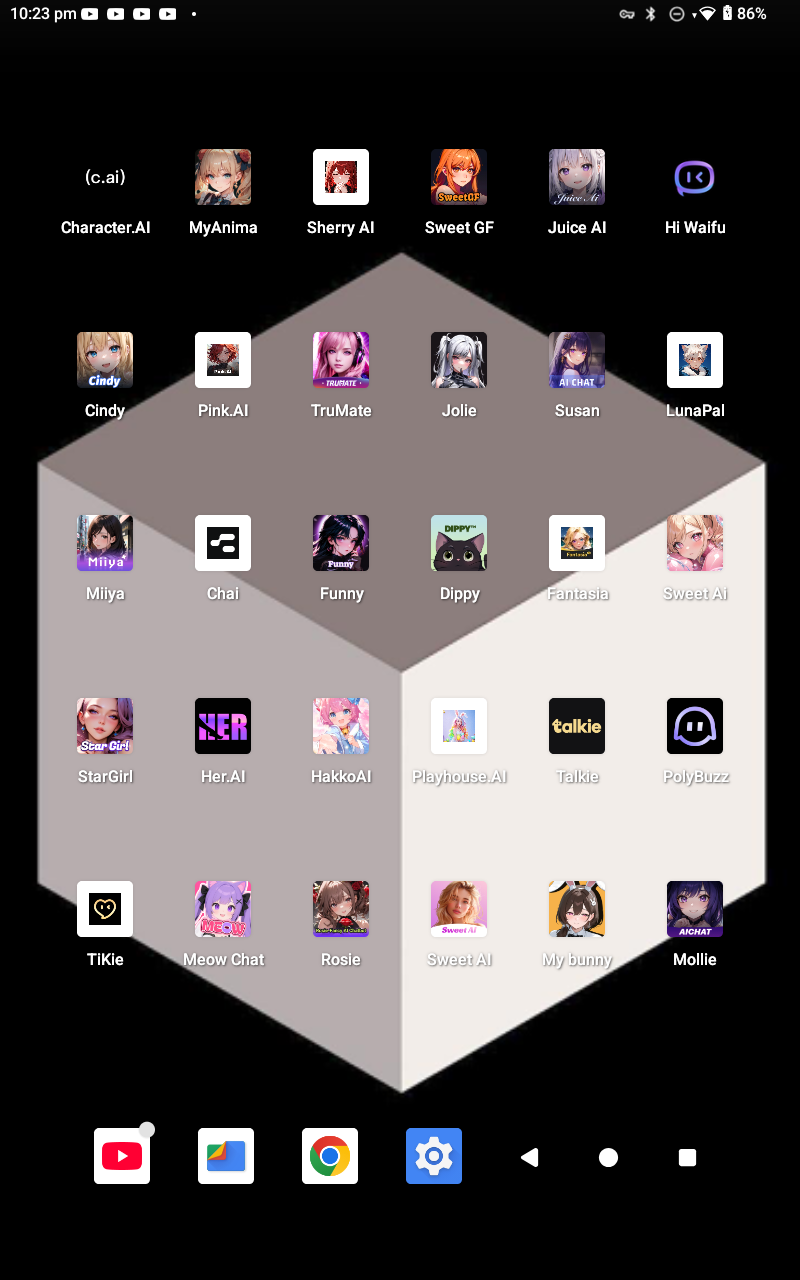 10:23 pm
86%
(c.ai)
SweetGF
Juice Ai
Character.AI
MyAnima
Sherry AI
Sweet GF
Juice AI
Hi Waifu
Cindy
Pink.AI
TRUMATE
AI CHAT
Cindy
Pink.AI
TruMate
Jolie
Susan
LunaPal
Miiya
Funny
DIPPY™
Fantasia
Miiya
Chai
Funny
Dippy
Fantasia
Sweet Ai
Star Girl
HER
talkie
StarGirl
Her.AI
HakkoAI
Playhouse.AI
Talkie
PolyBuzz
MEOW
Sweet Ai
AICHAT
TiKie
Meow Chat
Rosie
Sweet AI
My bunny
Mollie